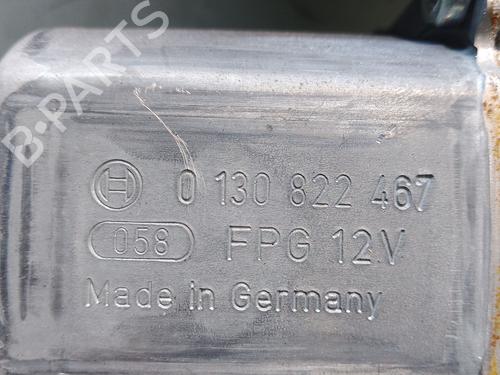 B-PARTS
0 130 822 467
058 FPG 12V
Made in Germany